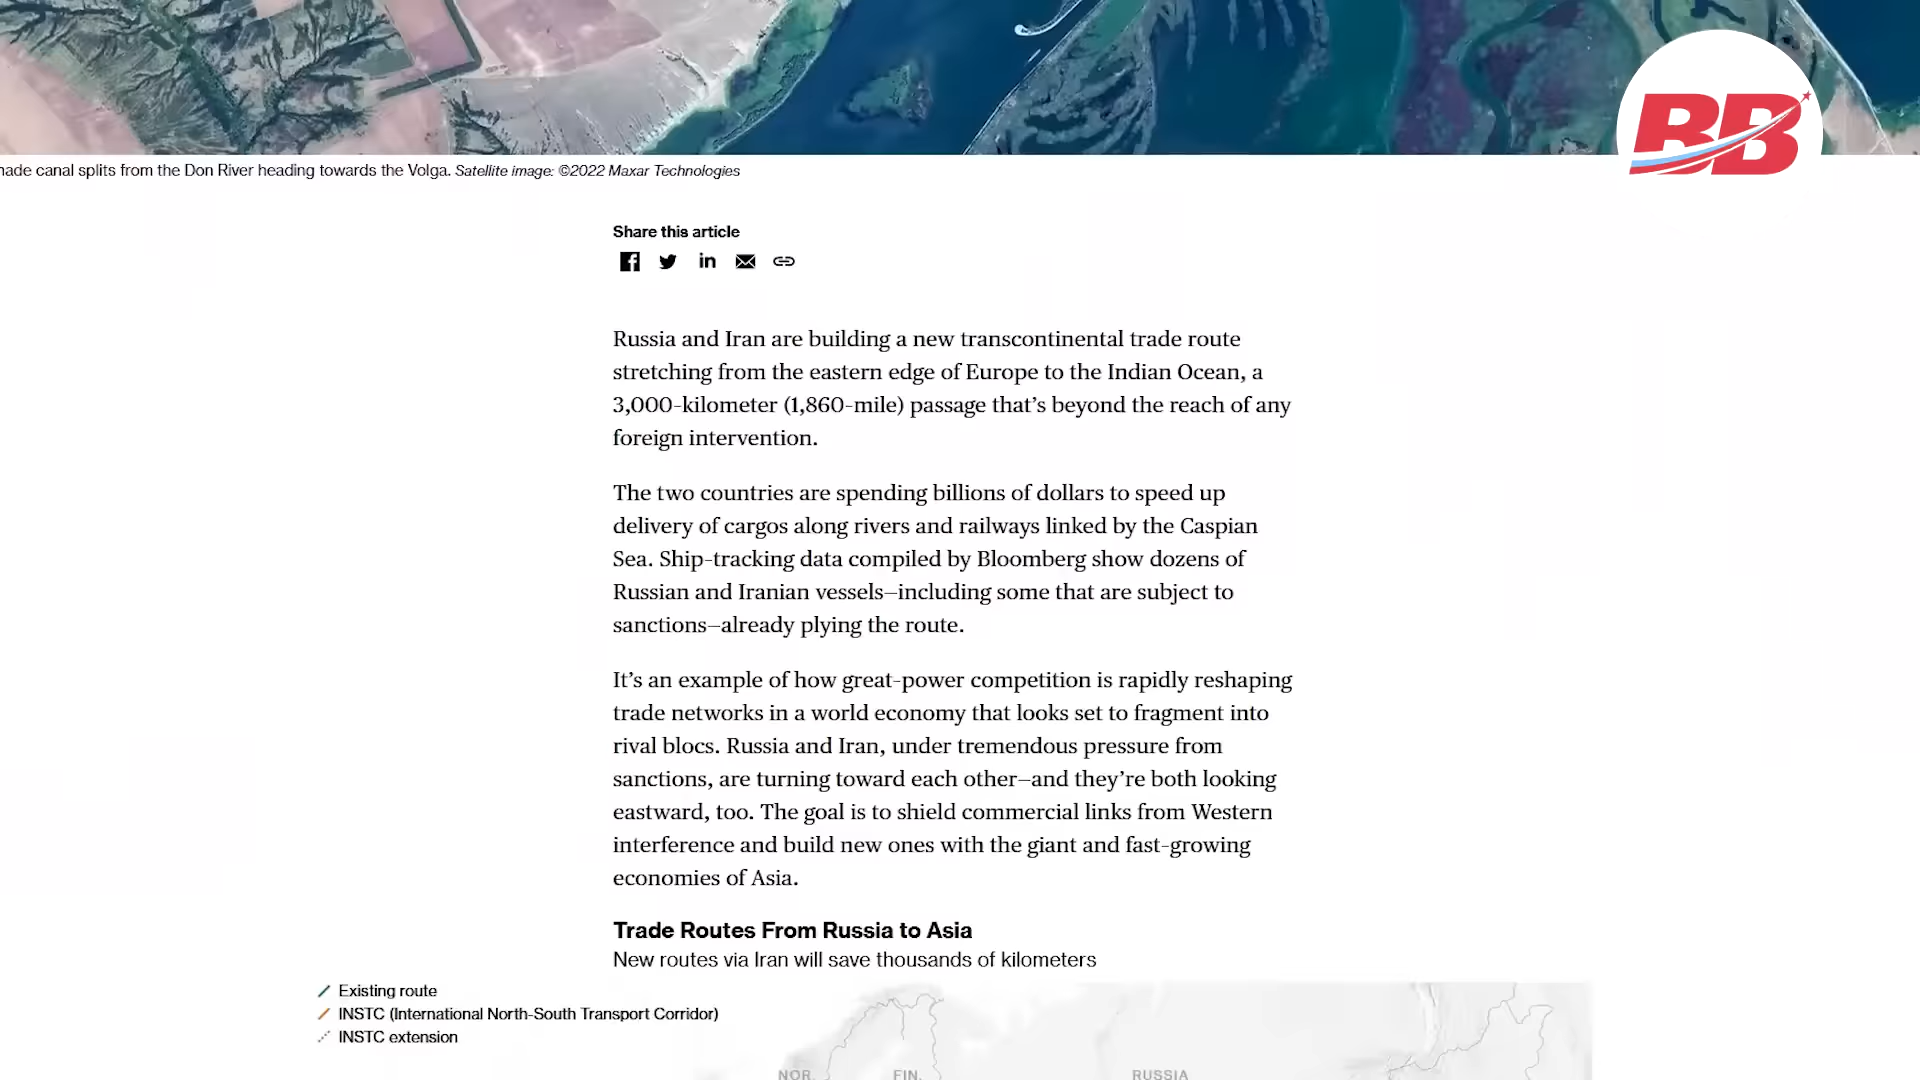 made canal splits from the Don River heading towards the Volga. Satellite image: ©2022 Maxar Technologies
BB
Share this article
Russia and Iran are building a new transcontinental trade route
stretching from the eastern edge of Europe to the Indian Ocean, a
3,000-kilometer (1,860-mile) passage that’s beyond the reach of any
foreign intervention.
The two countries are spending billions of dollars to speed up
delivery of cargos along rivers and railways linked by the Caspian
Sea. Ship-tracking data compiled by Bloomberg show dozens of
Russian and Iranian vessels—including some that are subject to
sanctions—already plying the route.
It’s an example of how great-power competition is rapidly reshaping
trade networks in a world economy that looks set to fragment into
rival blocs. Russia and Iran, under tremendous pressure from
sanctions, are turning toward each other—and they’re both looking
eastward, too. The goal is to shield commercial links from Western
interference and build new ones with the giant and fast-growing
economies of Asia.
Trade Routes From Russia to Asia
New routes via Iran will save thousands of kilometers
Existing route
INSTC (International North-South Transport Corridor)
INSTC extension
NOR. FIN. RUSSIA